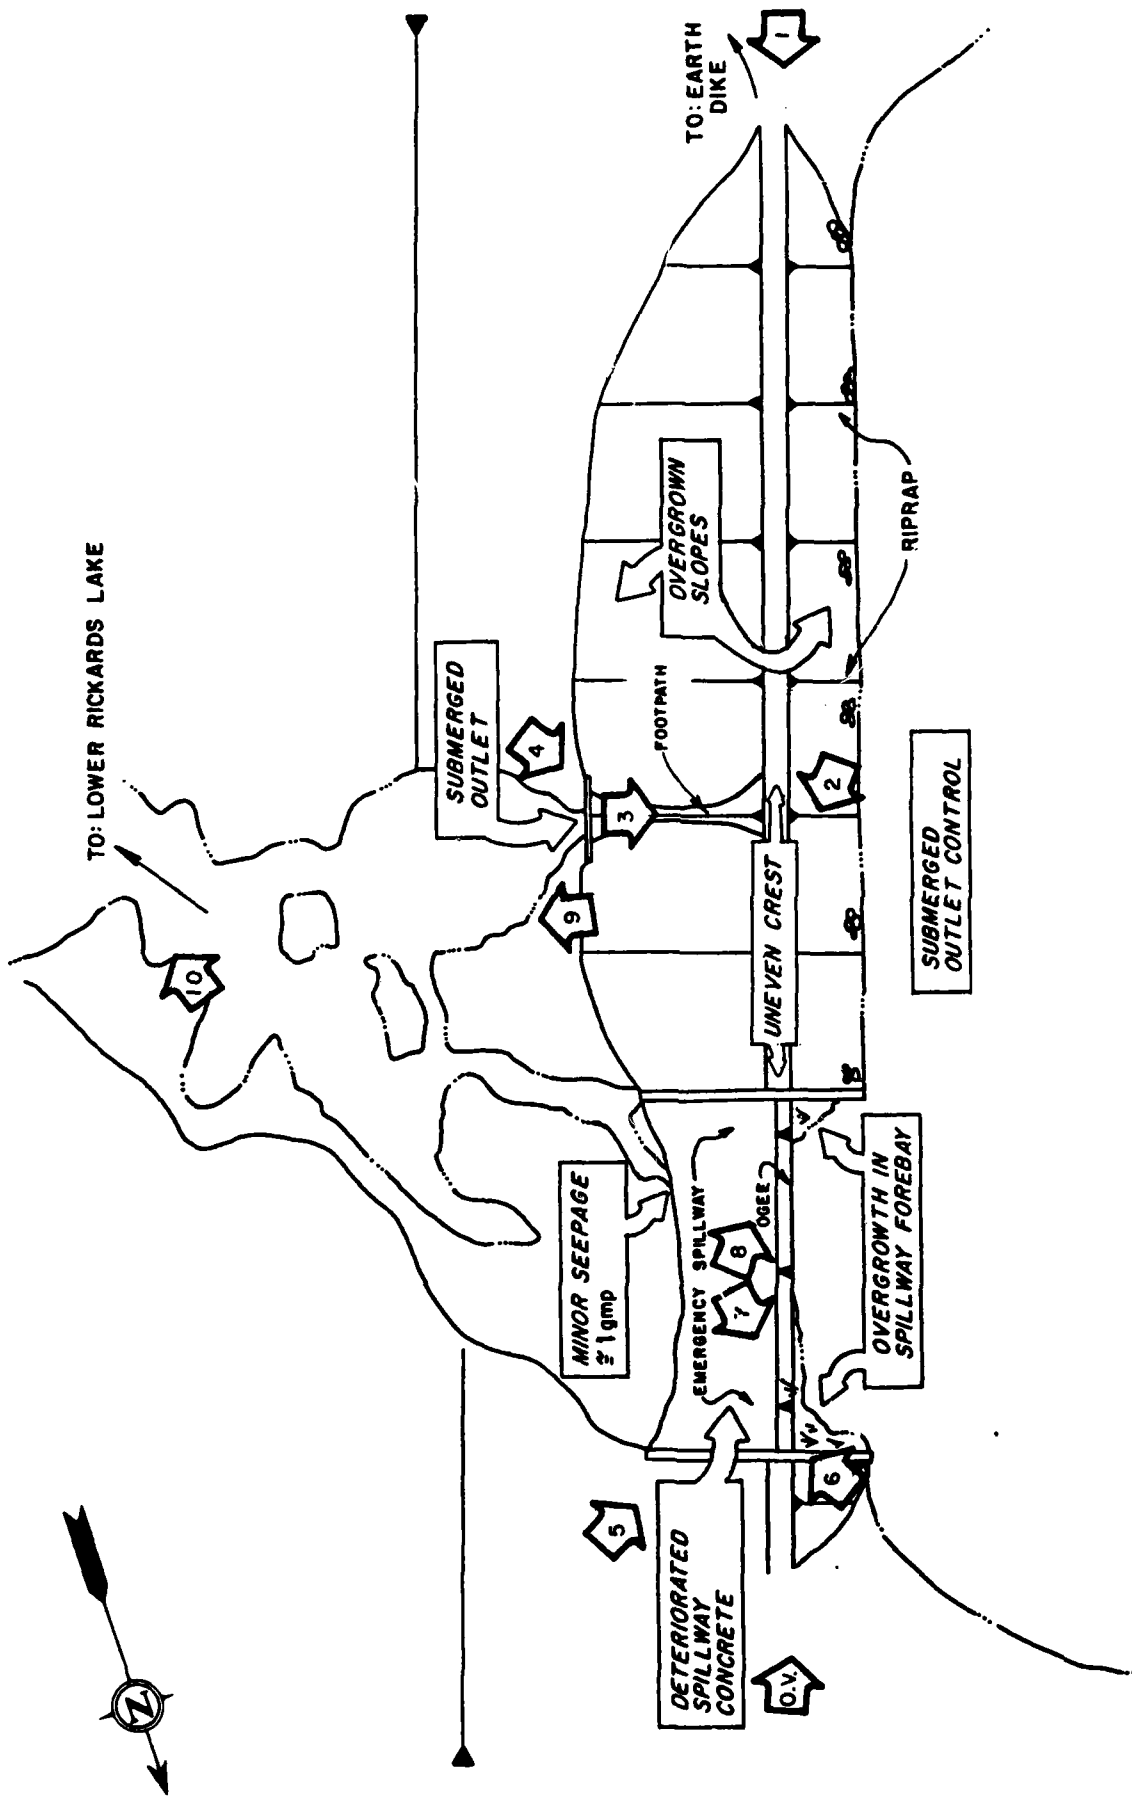 TO: LOWER RICKARDS LAKE
10
SUBMERGED
OUTLET
4
3
9
FOOTPATH
OVERGROWN
SLOPES
TO: EARTH
DIKE
1
2
UNEVEN CREST
RIPRAP
SUBMERGED
OUTLET CONTROL
MINOR SEEPAGE
≅ 1 gmp
EMERGENCY SPILLWAY
OGEE
8
7
OVERGROWTH IN
SPILLWAY FOREBAY
5
6
DETERIORATED
SPILLWAY
CONCRETE
O.V.
N